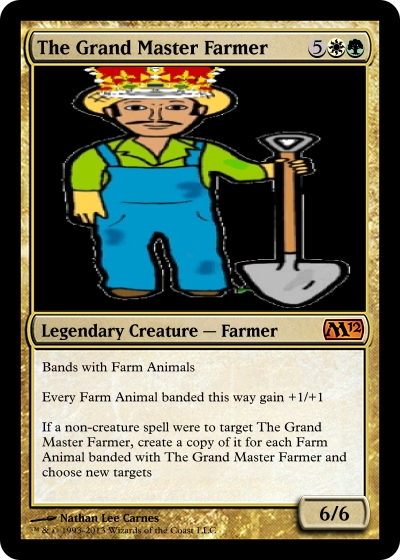 The Grand Master Farmer 5
Legendary Creature — Farmer M12
Bands with Farm Animals
Every Farm Animal banded this way gain +1/+1
If a non-creature spell were to target The Grand
Master Farmer, create a copy of it for each Farm
Animal banded with The Grand Master Farmer and
choose new targets
6/6
Nathan Lee Carnes
™ & © 1993-2013 Wizards of the Coast LLC